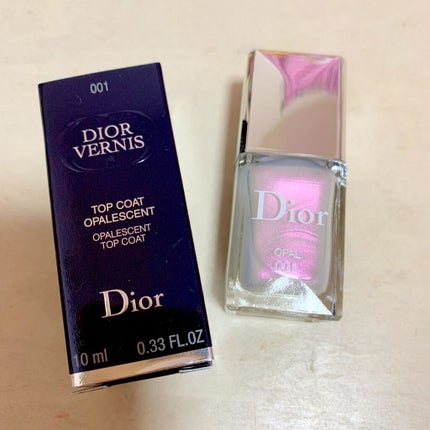 001
DIOR
VERNIS
TOP COAT
OPALESCENT
OPALESCENT
TOP COAT
Dior
10 ml 0.33 FL.OZ
Dior
OPAL
001